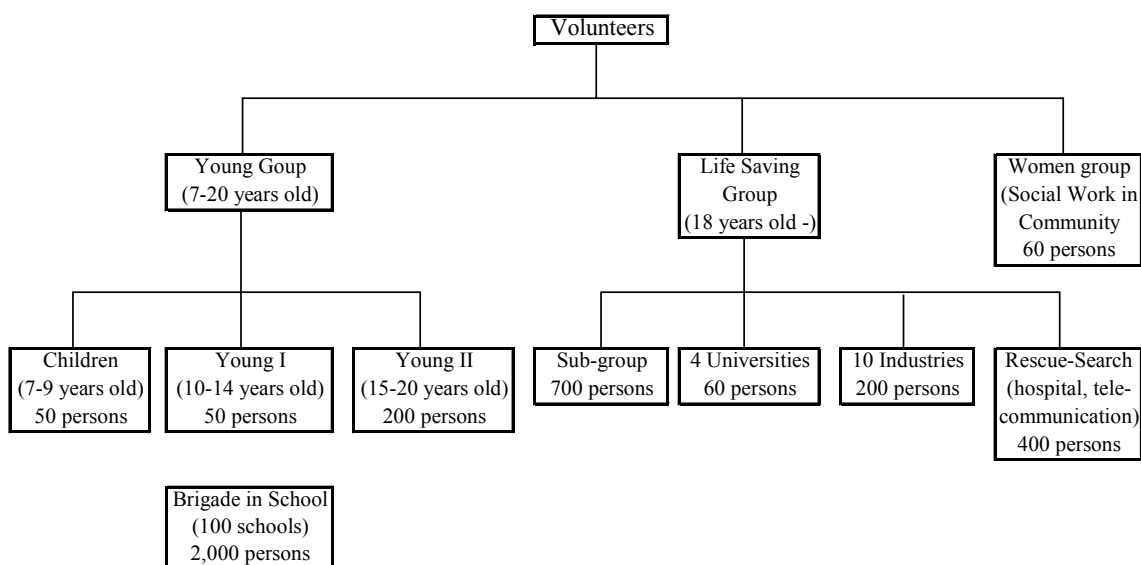 Volunteers
Young Goup
(7-20 years old)
Life Saving
Group
(18 years old -)
Women group
(Social Work in
Community
60 persons
Children
(7-9 years old)
50 persons
Young I
(10-14 years old)
50 persons
Young II
(15-20 years old)
200 persons
Sub-group
700 persons
4 Universities
60 persons
10 Industries
200 persons
Rescue-Search
(hospital, tele-
communication)
400 persons
Brigade in School
(100 schools)
2,000 persons